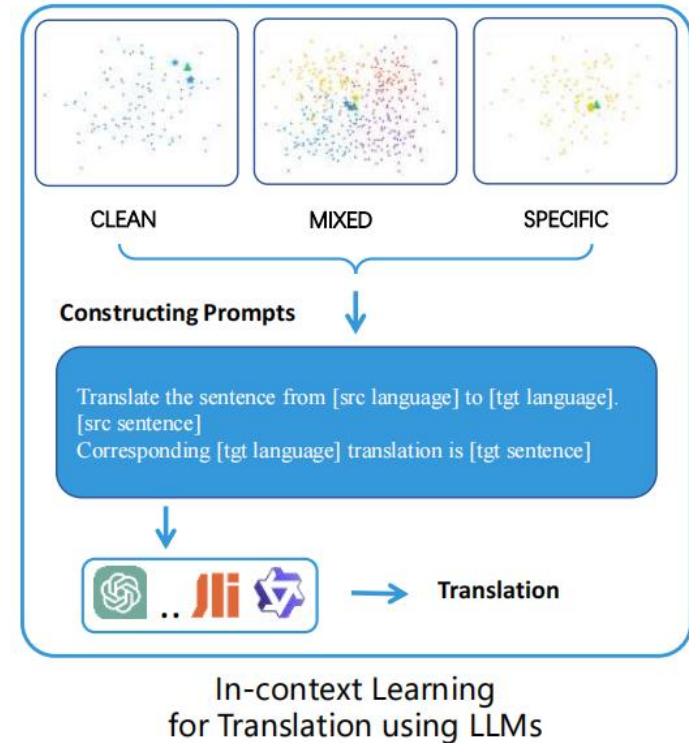 CLEAN MIXED SPECIFIC
Constructing Prompts
Translate the sentence from [src language] to [tgt language].
[src sentence]
Corresponding [tgt language] translation is [tgt sentence]
..
Translation
In-context Learning
for Translation using LLMs